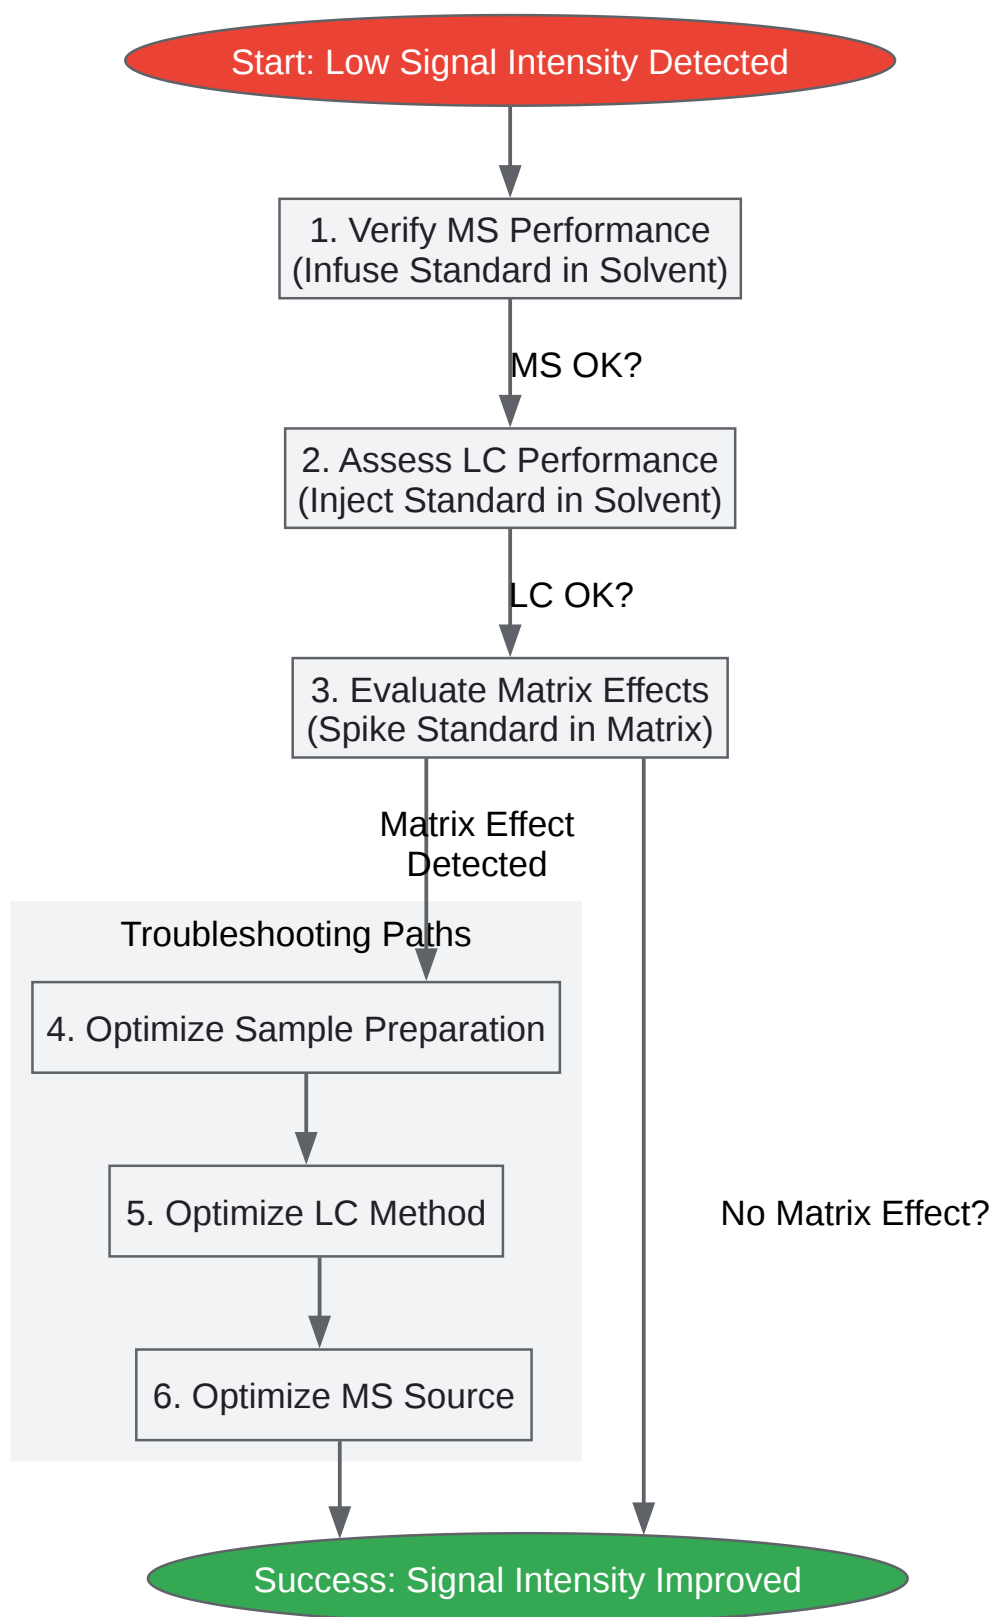 Start: Low Signal Intensity Detected
1. Verify MS Performance
(Infuse Standard in Solvent)
MS OK?
2. Assess LC Performance
(Inject Standard in Solvent)
LC OK?
3. Evaluate Matrix Effects
(Spike Standard in Matrix)
Matrix Effect
Detected
Troubleshooting Paths
4. Optimize Sample Preparation
5. Optimize LC Method
No Matrix Effect?
6. Optimize MS Source
Success: Signal Intensity Improved